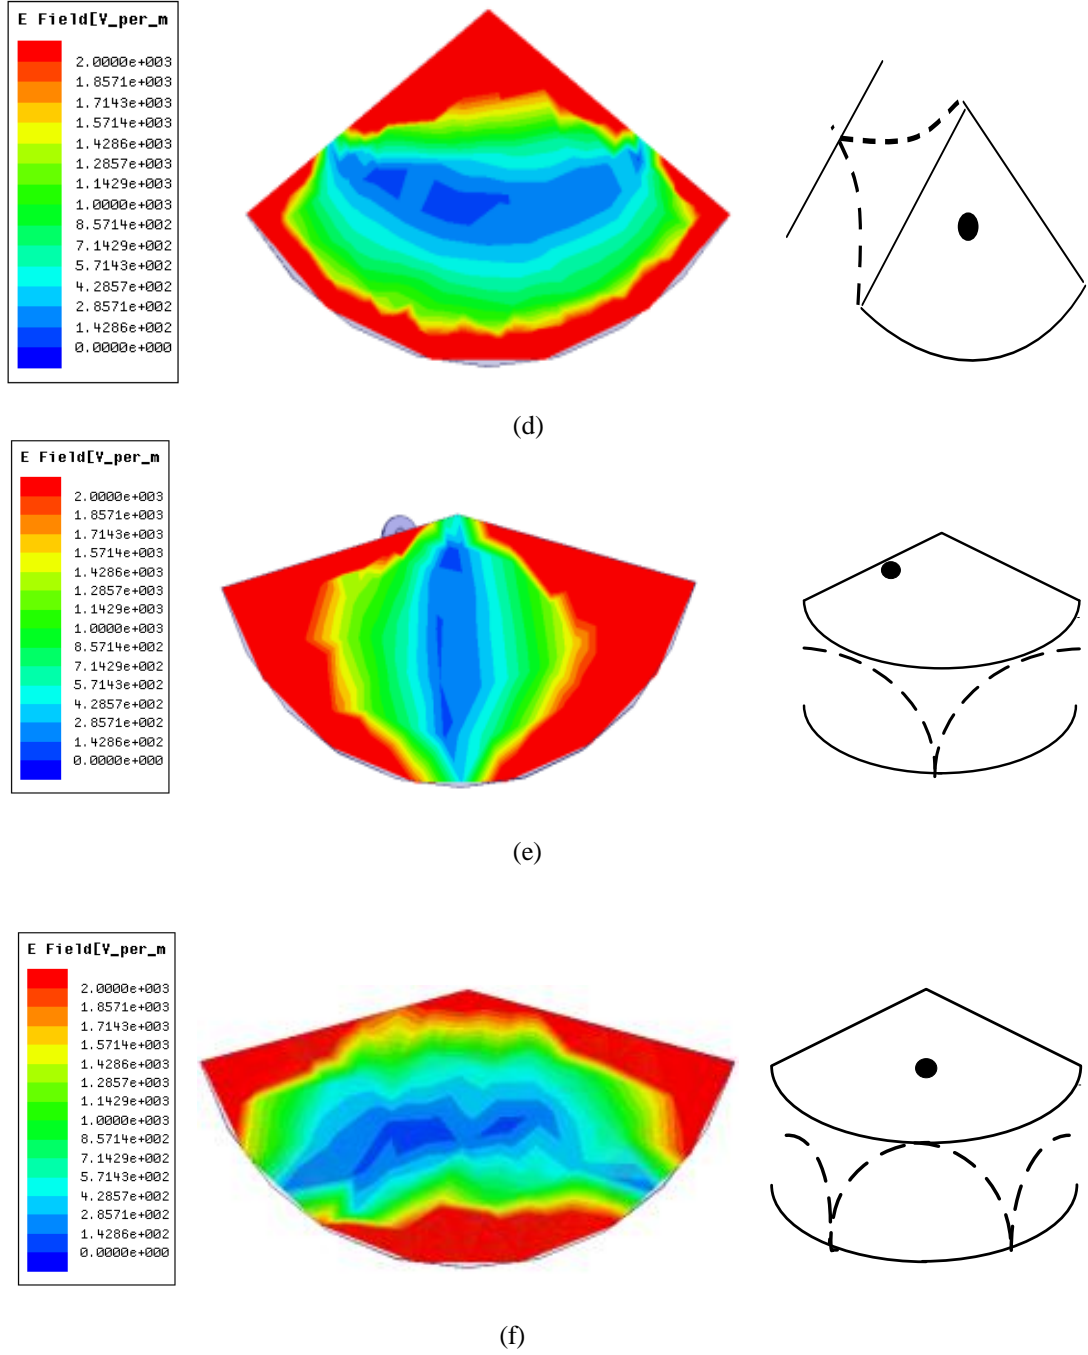 E Field[V_per_m
2.0000e+003
1.8571e+003
1.7143e+003
1.5714e+003
1.4286e+003
1.2857e+003
1.1429e+003
1.0000e+003
8.5714e+002
7.1429e+002
5.7143e+002
4.2857e+002
2.8571e+002
1.4286e+002
0.0000e+000
(d)
E Field[V_per_m
2.0000e+003
1.8571e+003
1.7143e+003
1.5714e+003
1.4286e+003
1.2857e+003
1.1429e+003
1.0000e+003
8.5714e+002
7.1429e+002
5.7143e+002
4.2857e+002
2.8571e+002
1.4286e+002
0.0000e+000
(e)
E Field[V_per_m
2.0000e+003
1.8571e+003
1.7143e+003
1.5714e+003
1.4286e+003
1.2857e+003
1.1429e+003
1.0000e+003
8.5714e+002
7.1429e+002
5.7143e+002
4.2857e+002
2.8571e+002
1.4286e+002
0.0000e+000
(f)